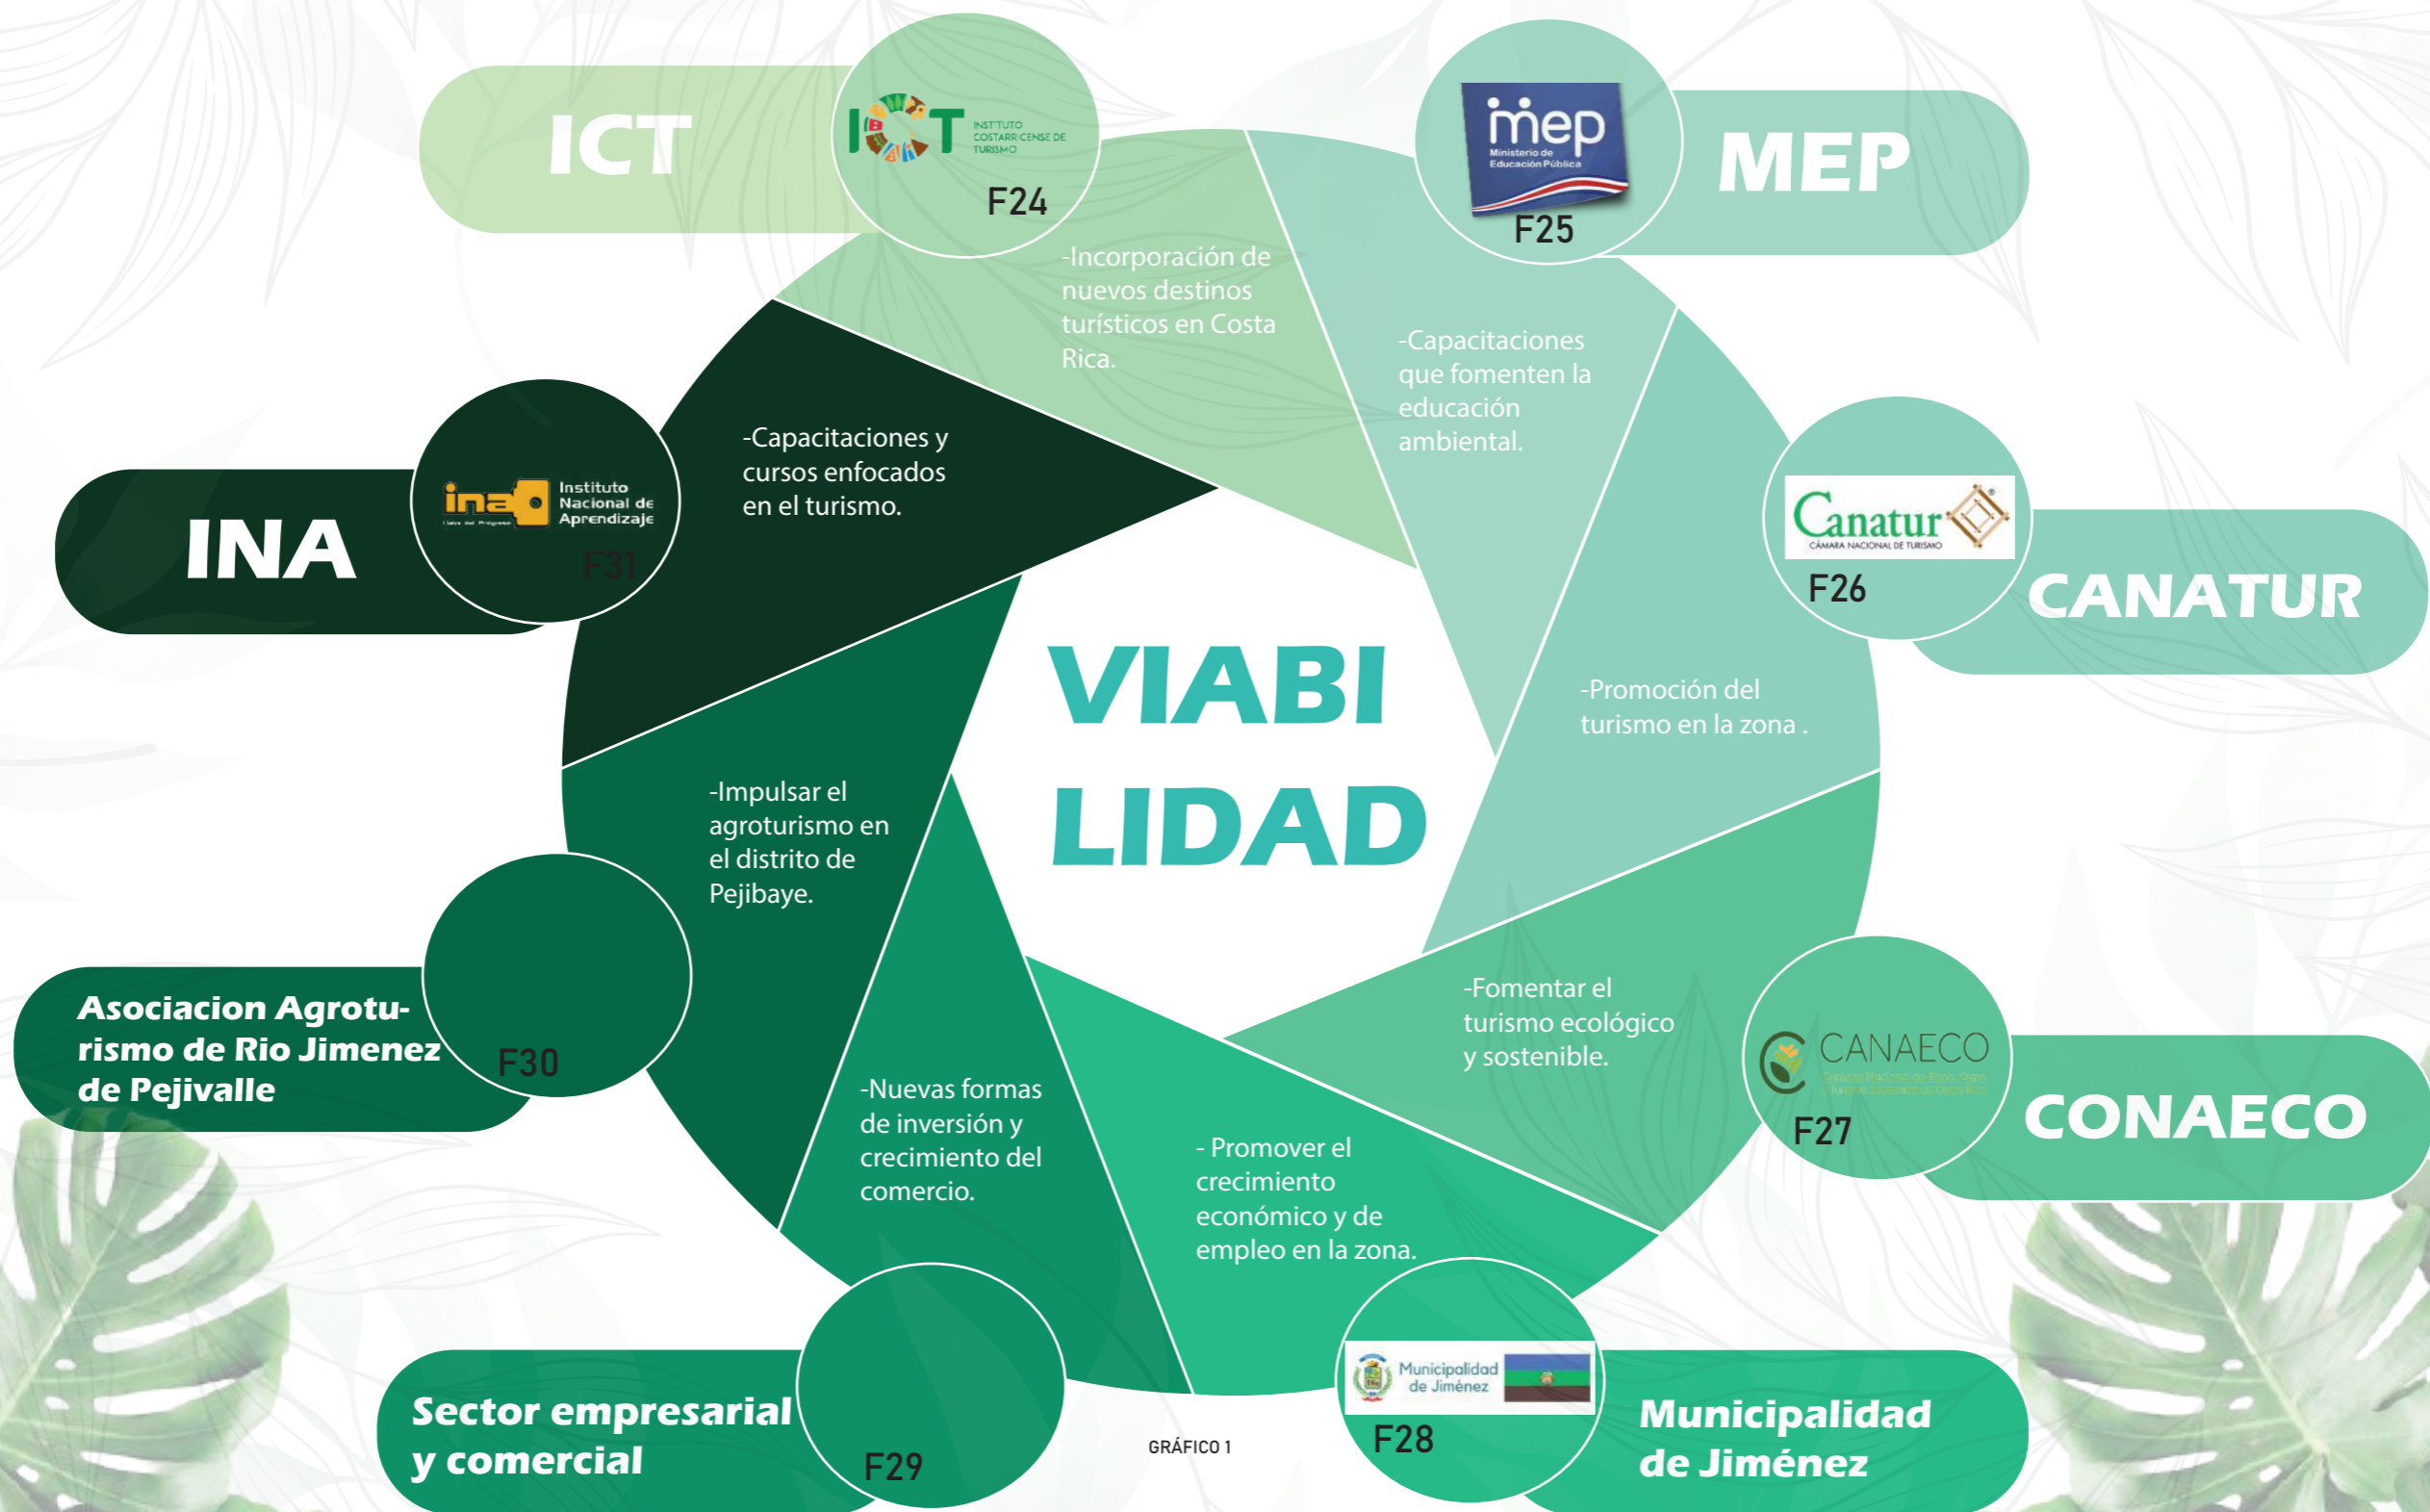 ICT
ICT
INSTITUTO
COSTARRICENSE DE
TURISMO
F24
-Incorporación de
nuevos destinos
turísticos en Costa
Rica.
mep
Ministerio de
Educación Pública
F25
MEP
-Capacitaciones
que fomenten la
educación
ambiental.
Canatur
CÁMARA NACIONAL DE TURISMO
F26
CANATUR
-Promoción del
turismo en la zona .
CANAECO
F27
CONAECO
-Fomentar el
turismo ecológico
y sostenible.
Municipalidad
de Jiménez
F28
Municipalidad
de Jiménez
- Promover el
crecimiento
económico y de
empleo en la zona.
Sector empresarial
y comercial
F29
-Nuevas formas
de inversión y
crecimiento del
comercio.
Asociacion Agrotu-
rismo de Rio Jimenez
de Pejivalle
F30
-Impulsar el
agroturismo en
el distrito de
Pejibaye.
INA
ina
Instituto
Nacional de
Aprendizaje
F31
-Capacitaciones y
cursos enfocados
en el turismo.
VIABI
LIDAD
GRÁFICO 1